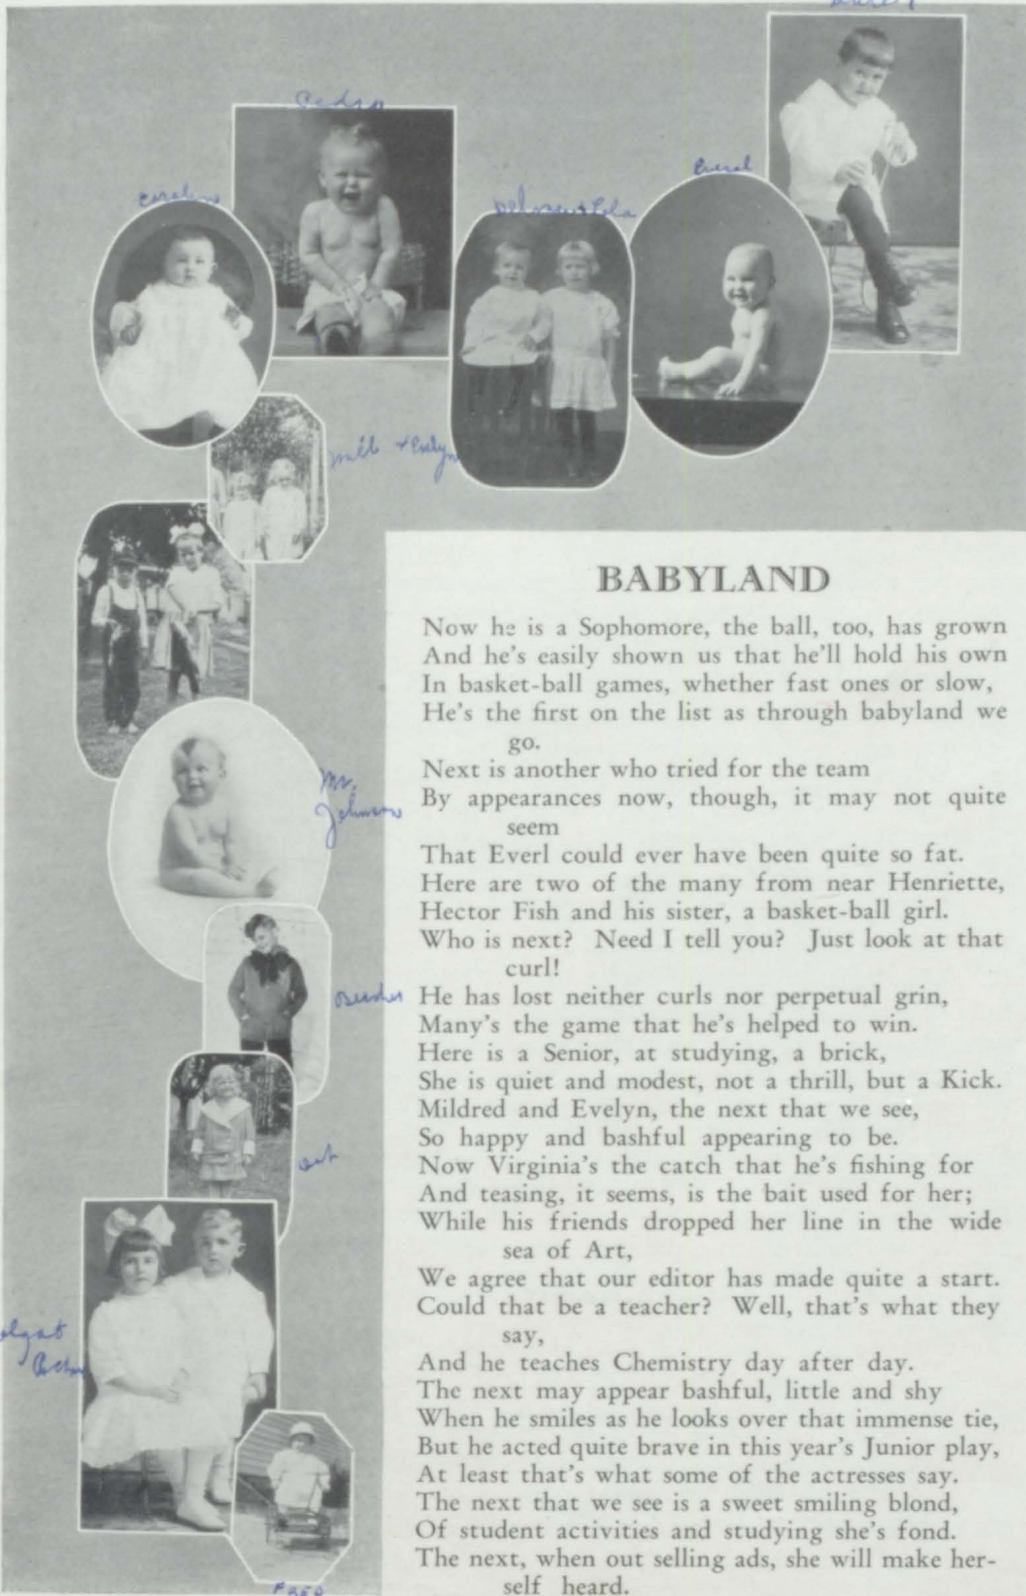 Everel
Mr.
Johnson
FRED
BABYLAND
Now he is a Sophomore, the ball, too, has grown
And he's easily shown us that he'll hold his own
In basket-ball games, whether fast ones or slow,
He's the first on the list as through babyland we
go.
Next is another who tried for the team
By appearances now, though, it may not quite
seem
That Everl could ever have been quite so fat.
Here are two of the many from near Henriette,
Hector Fish and his sister, a basket-ball girl.
Who is next? Need I tell you? Just look at that
curl!
He has lost neither curls nor perpetual grin,
Many's the game that he's helped to win.
Here is a Senior, at studying, a brick,
She is quiet and modest, not a thrill, but a Kick.
Mildred and Evelyn, the next that we see,
So happy and bashful appearing to be.
Now Virginia's the catch that he's fishing for
And teasing, it seems, is the bait used for her;
While his friends dropped her line in the wide
sea of Art,
We agree that our editor has made quite a start.
Could that be a teacher? Well, that's what they
say,
And he teaches Chemistry day after day.
The next may appear bashful, little and shy
When he smiles as he looks over that immense tie,
But he acted quite brave in this year's Junior play,
At least that's what some of the actresses say.
The next that we see is a sweet smiling blond,
Of student activities and studying she's fond.
The next, when out selling ads, she will make her-
self heard.